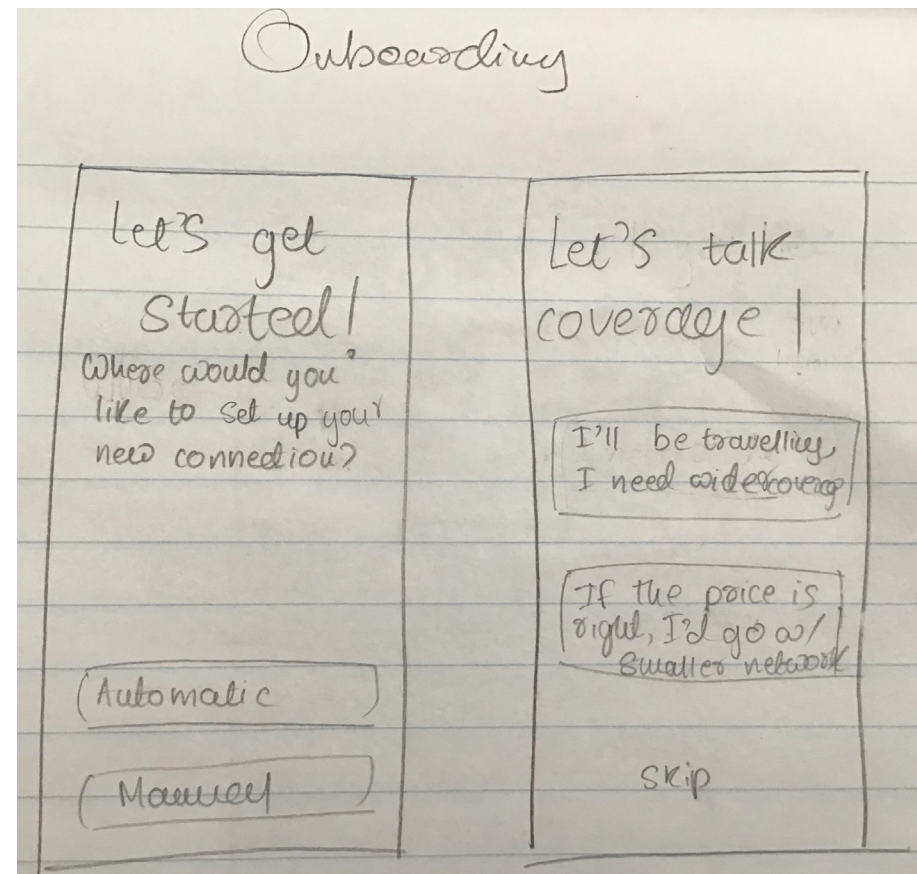 Onboarding
Let's get
Started!
Where would you
like to set up your
new connection?
Automatic
Manual
Let's talk
coverage!
I'll be travelling,
I need wider coverage
If the price is
right, I'd go w/
smaller network
skip